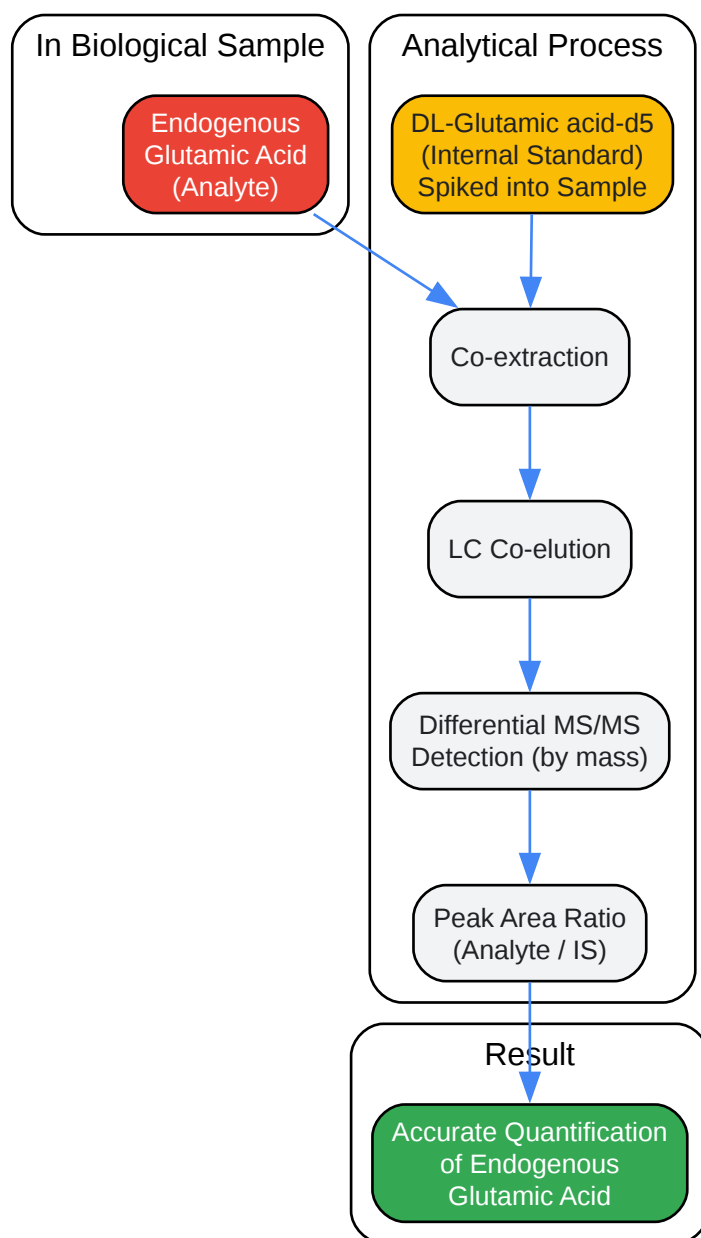 In Biological Sample
Endogenous
Glutamic Acid
(Analyte)
Analytical Process
DL-Glutamic acid-d5
(Internal Standard)
Spiked into Sample
Co-extraction
LC Co-elution
Differential MS/MS
Detection (by mass)
Peak Area Ratio
(Analyte / IS)
Result
Accurate Quantification
of Endogenous
Glutamic Acid